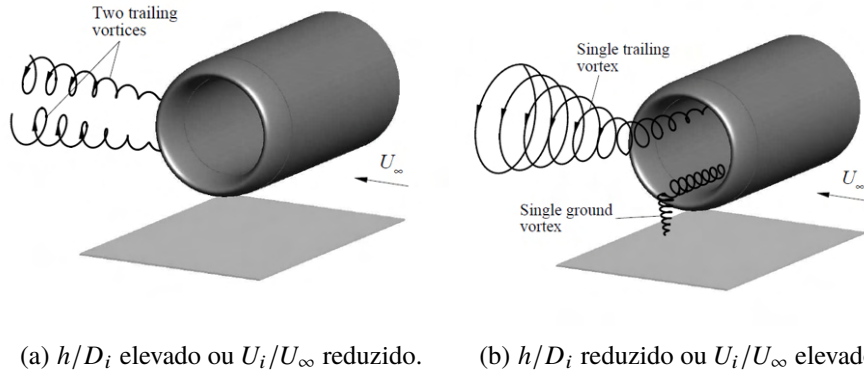 Two trailing
vortices
U∞
(a) h/Di elevado ou Ui/U∞ reduzido.
Single trailing
vortex
U∞
Single ground
vortex
(b) h/Di reduzido ou Ui/U∞ elevad